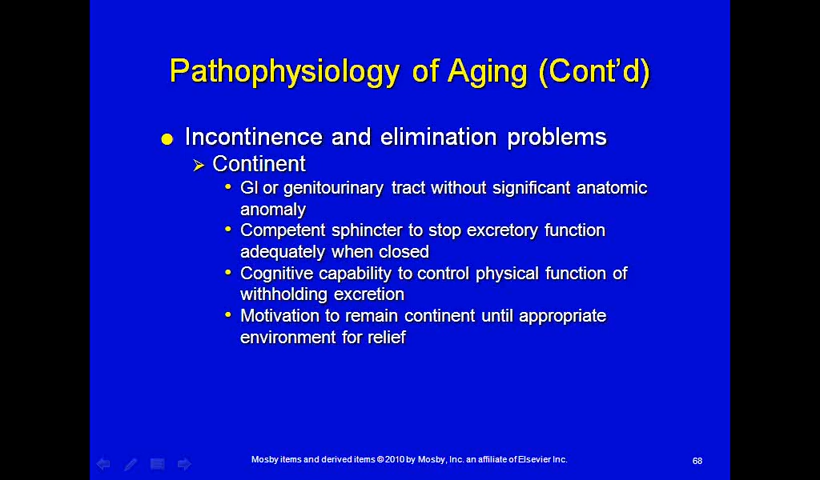 Pathophysiology of Aging (Cont'd)
Incontinence and elimination problems
Continent
GI or genitourinary tract without significant anatomic
anomaly
Competent sphincter to stop excretory function
adequately when closed
Cognitive capability to control physical function of
withholding excretion
Motivation to remain continent until appropriate
environment for relief
Mosby items and derived items © 2010 by Mosby, Inc. an affiliate of Elsevier Inc.
68